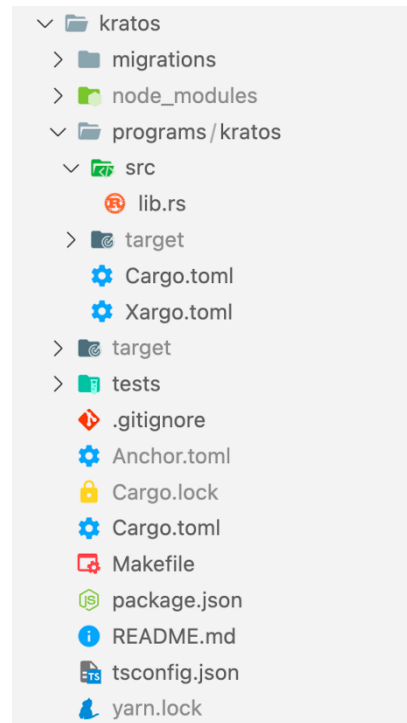 kratos
migrations
node_modules
programs/kratos
src
lib.rs
target
Cargo.toml
Xargo.toml
target
tests
.gitignore
Anchor.toml
Cargo.lock
Cargo.toml
Makefile
package.json
README.md
tsconfig.json
yarn.lock